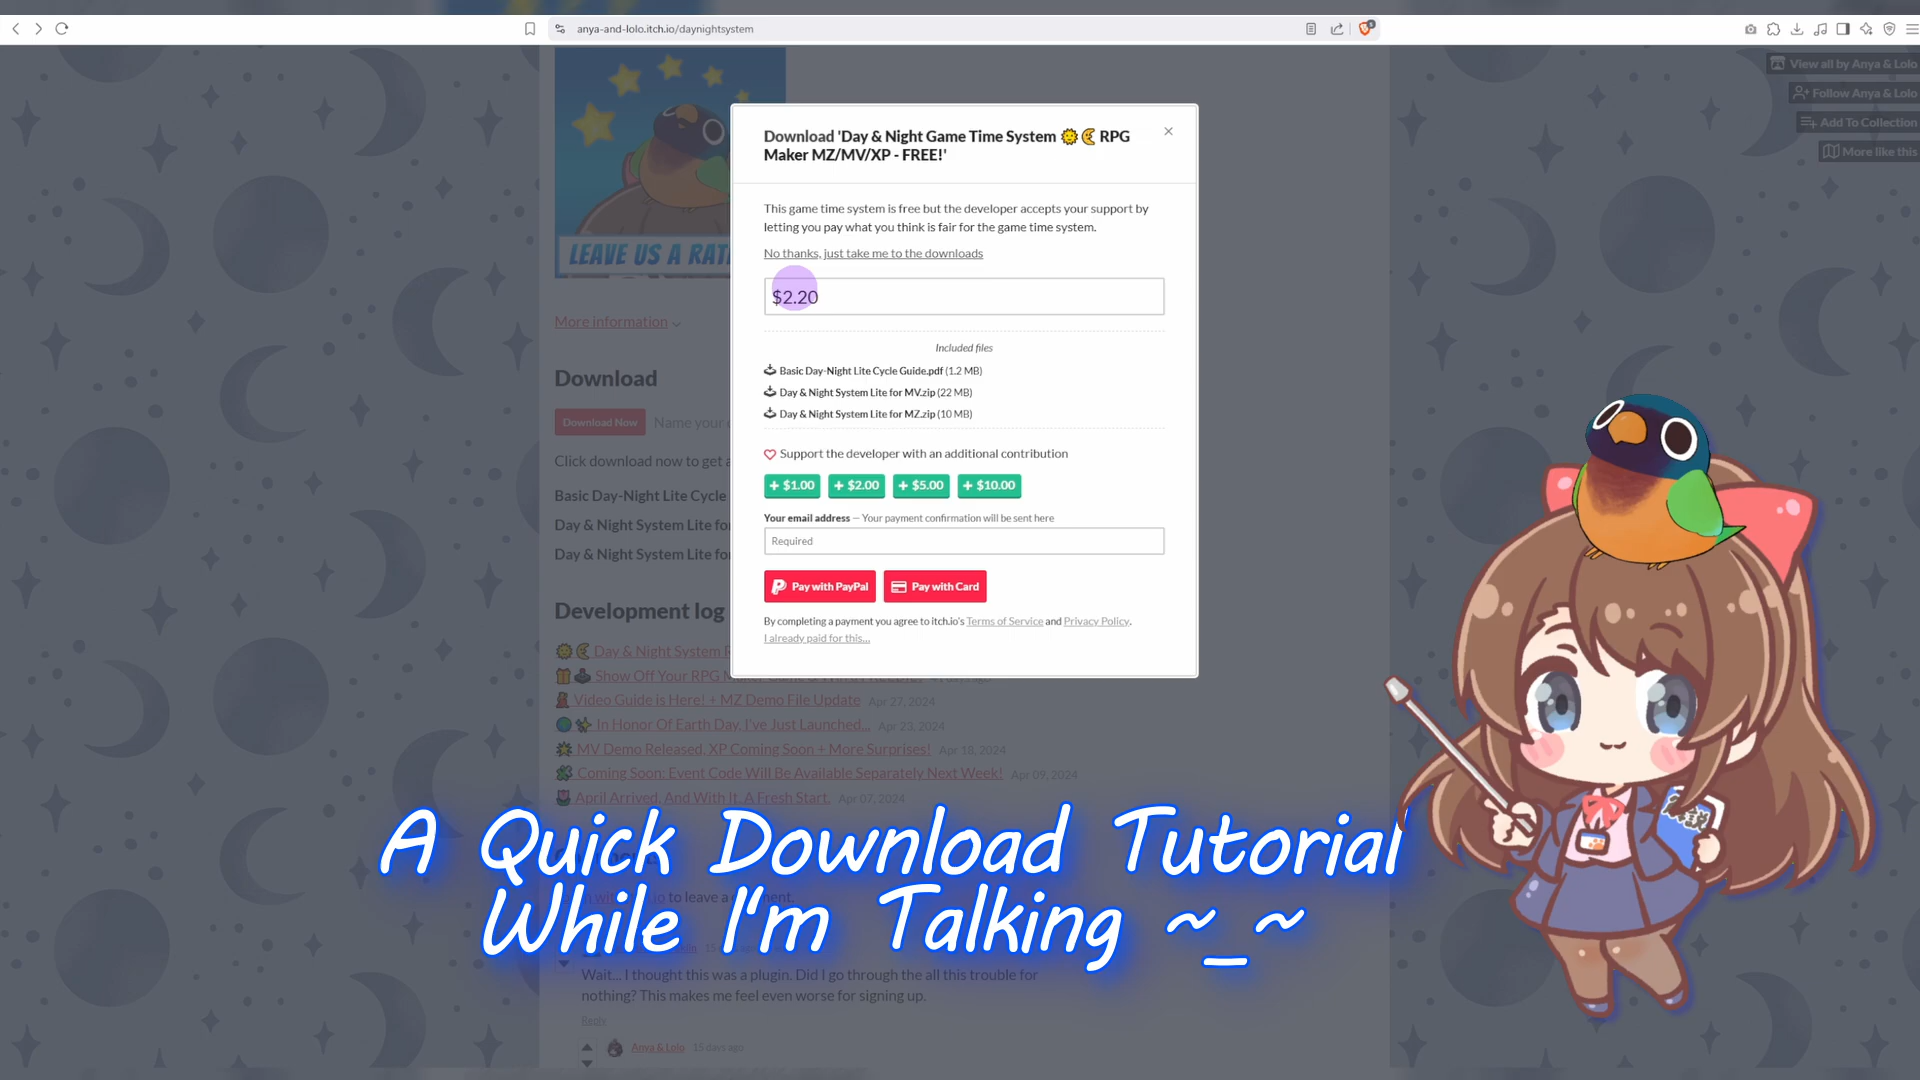 anya-and-lolo.itch.io/daynightsystem
View all by Anya & Lolo
Follow Anya & Lolo
Add To Collection
More like this
LEAVE US A RAT
More information
Download
Download Now
Name your
Click download now to get a
Basic Day-Night Lite Cycle
Day & Night System Lite fo
Day & Night System Lite fo
Development log
Day & Night System
Show Off Your RPG
Video Guide is Here! + MZ Demo File Update Apr 27, 2024
In Honor Of Earth Day, I've Just Launched... Apr 23, 2024
MV Demo Released, XP Coming Soon + More Surprises! Apr 18, 2024
Coming Soon: Event Code Will Be Available Separately Next Week! Apr 09, 2024
April Arrived, And With It, A Fresh Start. Apr 07, 2024
to leave a
Wait... I thought this was a plugin. Did I go through the all this trouble for
nothing? This makes me feel even worse for signing up.
Reply
Anya & Lolo 15 days ago
Download 'Day & Night Game Time System 🌞🌜 RPG
Maker MZ/MV/XP - FREE!'
×
This game time system is free but the developer accepts your support by
letting you pay what you think is fair for the game time system.
No thanks, just take me to the downloads
$2.20
Included files
Basic Day-Night Lite Cycle Guide.pdf (1.2 MB)
Day & Night System Lite for MV.zip (22 MB)
Day & Night System Lite for MZ.zip (10 MB)
Support the developer with an additional contribution
+ $1.00 + $2.00 + $5.00 + $10.00
Your email address — Your payment confirmation will be sent here
Required
Pay with PayPal Pay with Card
By completing a payment you agree to itch.io's Terms of Service and Privacy Policy.
I already paid for this...
A Quick Download Tutorial
While I'm Talking ~_~